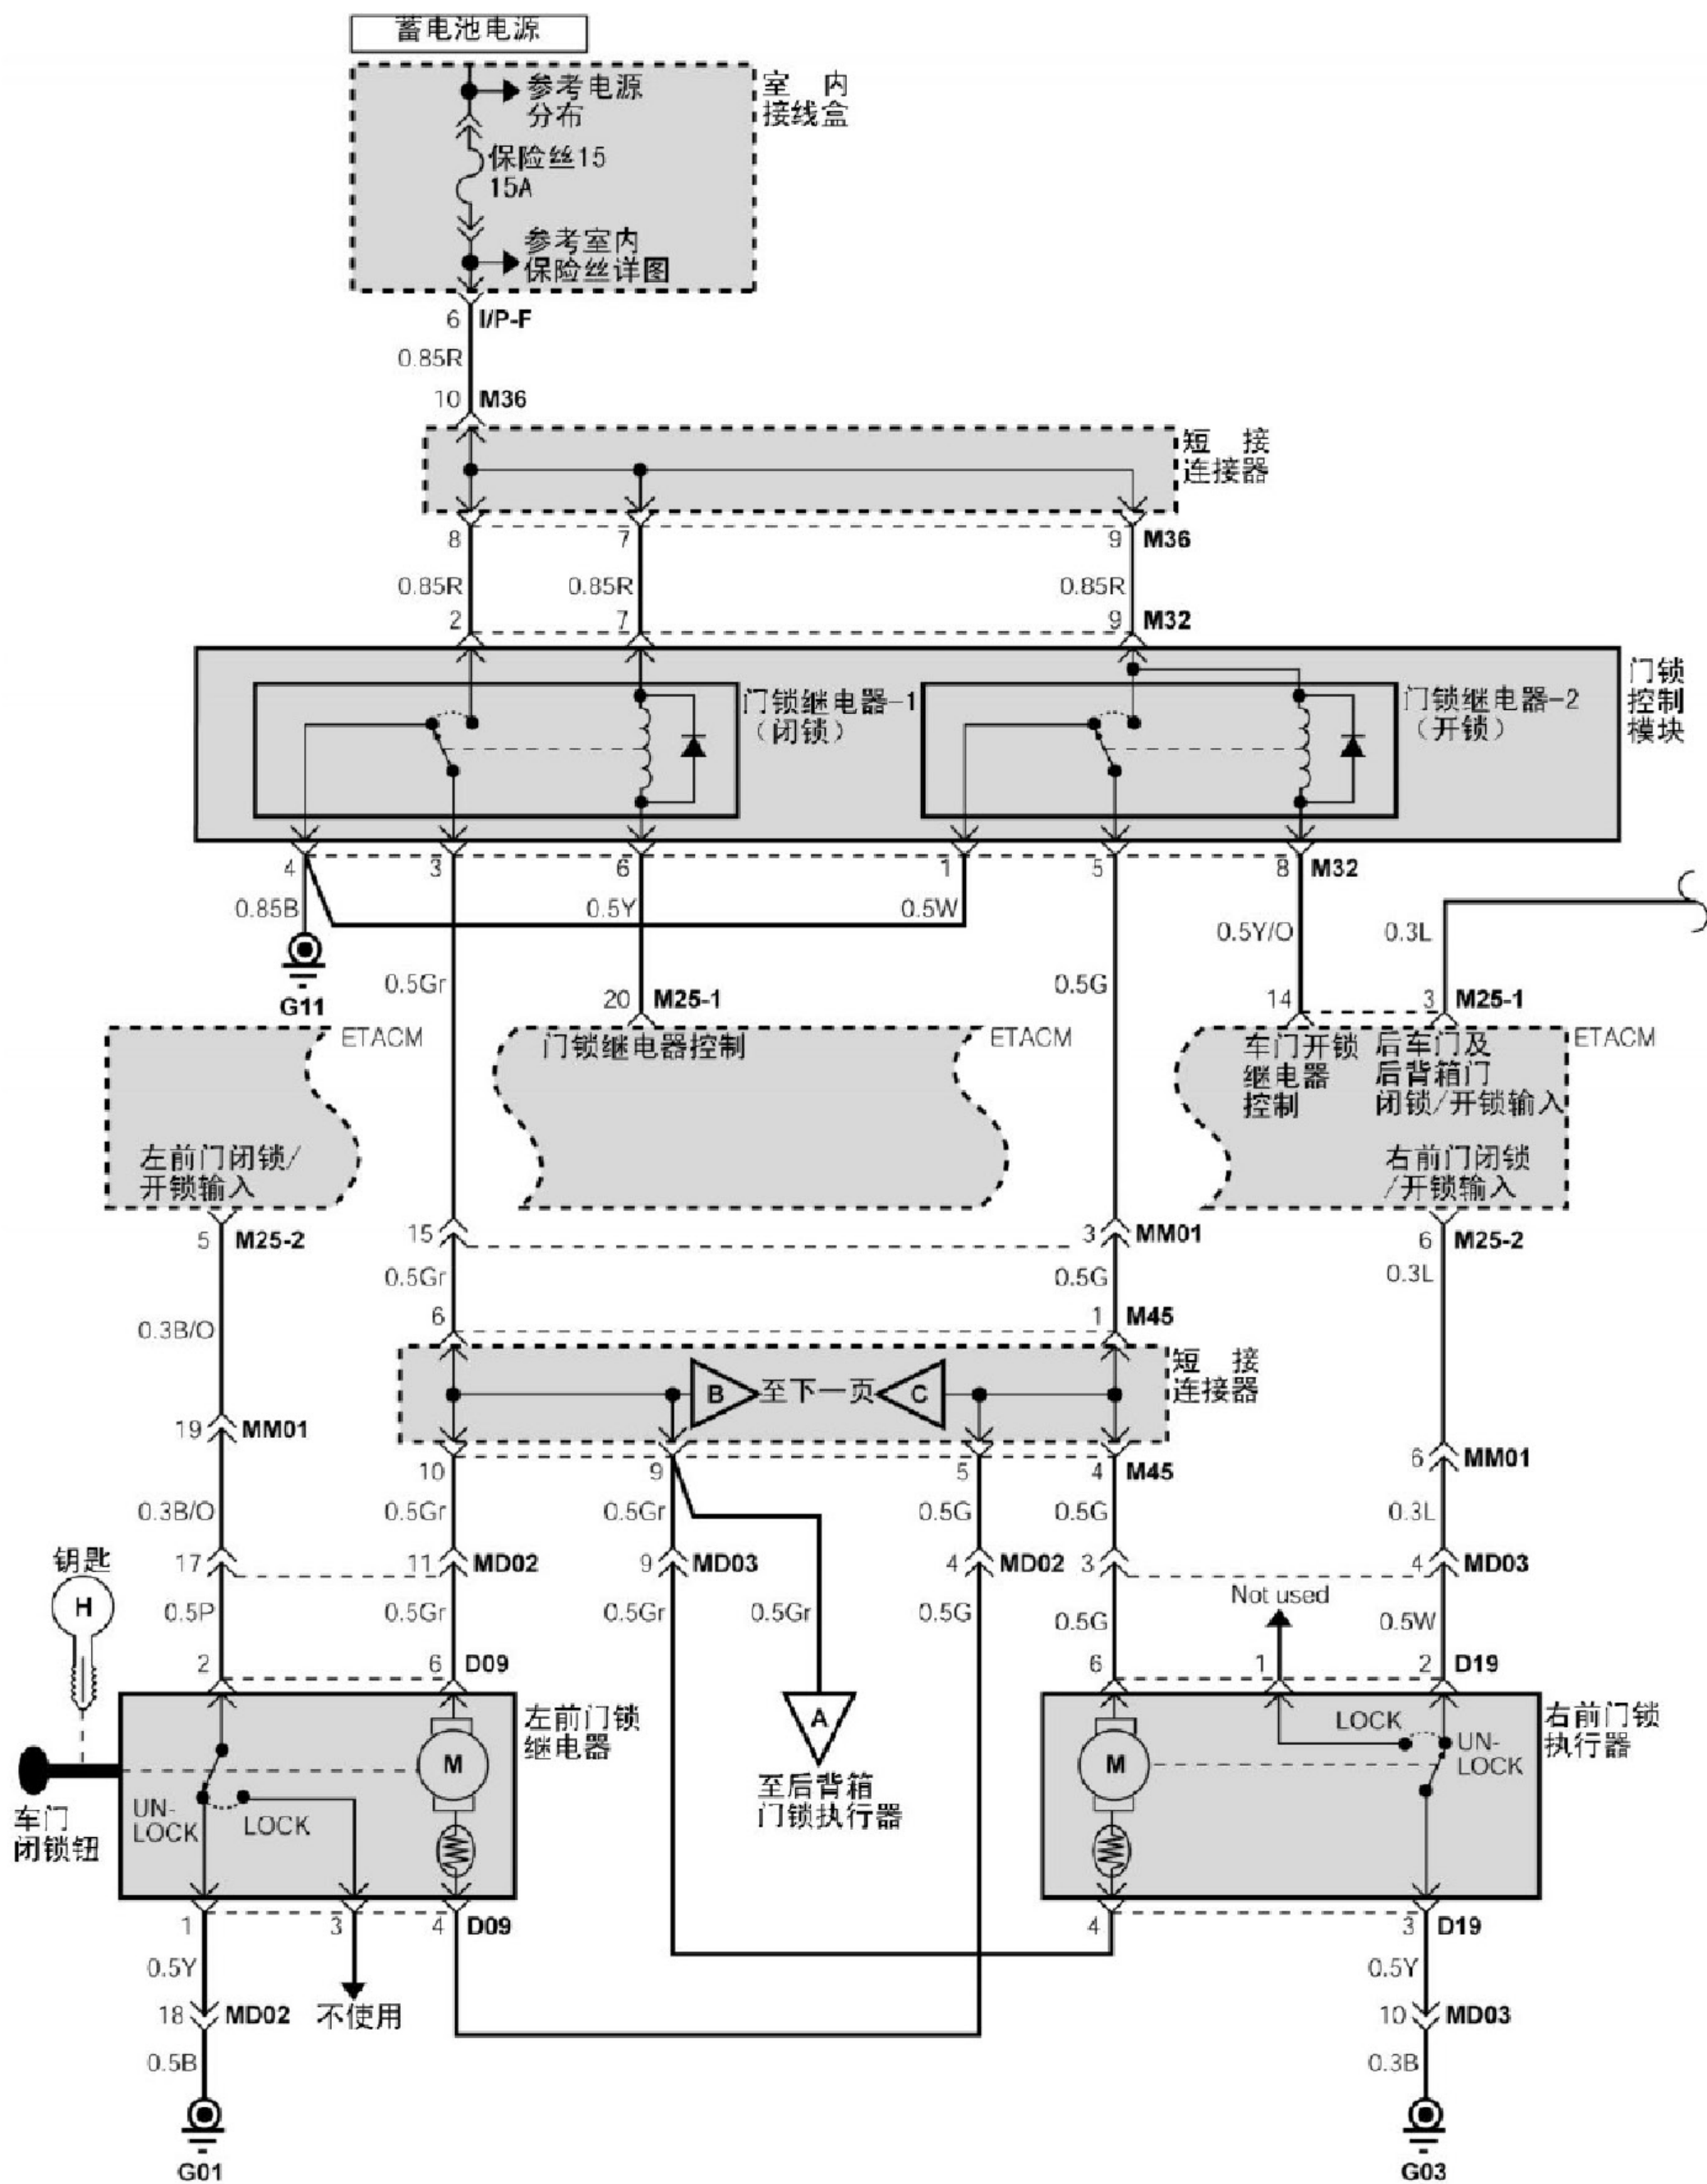 蓄电池电源
参考电源
分布
室 内
接线盒
保险丝15
15A
参考室内
保险丝详图
6 I/P-F
0.85R
10 M36
短 接
连接器
8 7 9 M36
0.85R 0.85R 0.85R
2 7 9 M32
门锁继电器-1
（闭锁）
门锁继电器-2
（开锁）
门锁
控制
模块
4 3 6 1 5 8 M32
0.85B 0.5Y 0.5W
0.5Y/O 0.3L
0.5Gr 0.5G
G11
20 M25-1
14 3 M25-1
ETACM
门锁继电器控制
ETACM
车门开锁
继电器
控制
后车门及
后背箱门
闭锁/开锁输入
ETACM
左前门闭锁/
开锁输入
右前门闭锁
/开锁输入
5 M25-2
15 3 MM01
6 M25-2
0.5Gr 0.5G 0.3L
6 1 M45
0.3B/O
短 接
连接器
B 至下一页 C
19 MM01
6 MM01
10 9 5 4 M45
0.3B/O 0.5Gr 0.5Gr 0.5G 0.5G 0.3L
钥匙
H
17 11 MD02 9 MD03 4 MD02 3 4 MD03
Not used
0.5P 0.5Gr 0.5Gr 0.5Gr 0.5G 0.5G 0.5W
2 6 D09 6 1 2 D19
左前门锁
继电器
M
UN-
LOCK
LOCK
车门
闭锁钮
A
至后背箱
门锁执行器
M
LOCK
UN-
LOCK
右前门锁
执行器
1 3 4 D09 4 3 D19
0.5Y 0.5Y
18 MD02 不使用 10 MD03
0.5B 0.3B
G01 G03